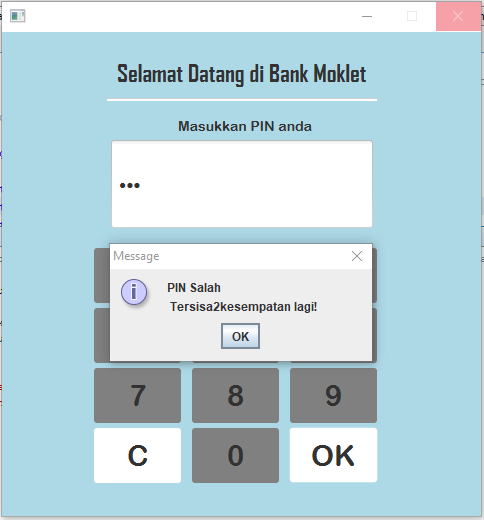 Selamat Datang di Bank Moklet
Masukkan PIN anda
•••
Message
PIN Salah
Tersisa2kesempatan lagi!
OK
7 8 9
C 0 OK